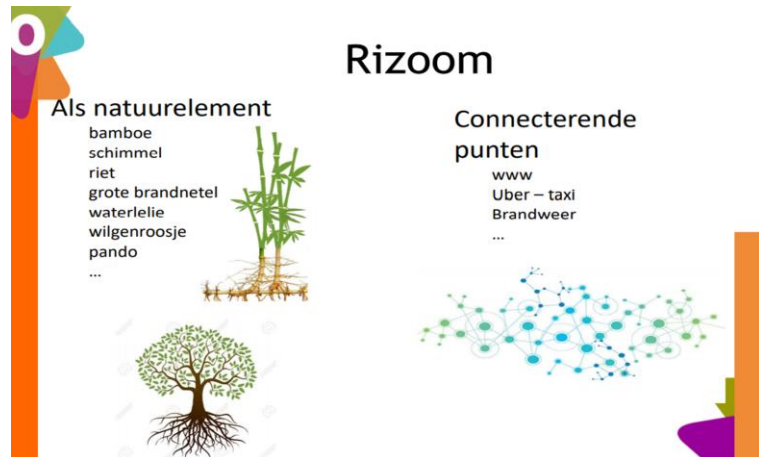 Rizoom
Als natuurelement
bamboe
schimmel
riet
grote brandnetel
waterlelie
wilgenroosje
pando
...
Connecterende
punten
www
Uber – taxi
Brandweer
...